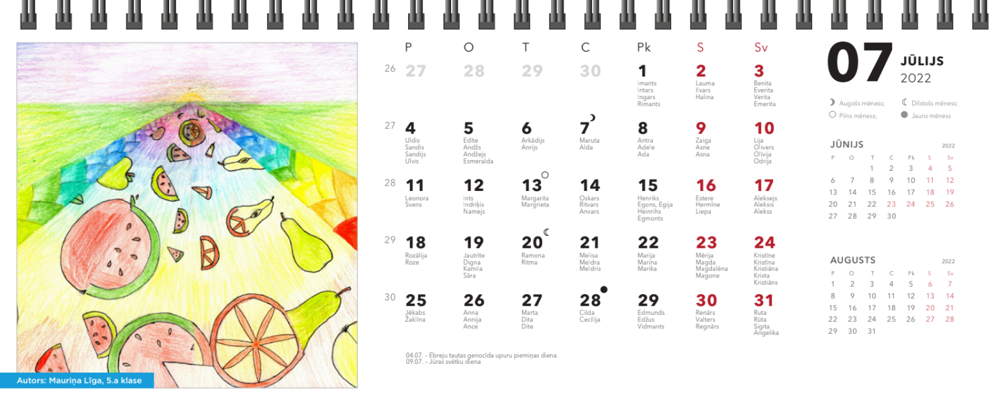 P O T C Pk S Sv
26 27 28 29 30 1 2 3
Imants Lauma Benita
Intars Ilvars Everita
Ingars Halina Verita
Rimants Emerita
27 4 5 6 7 8 9 10
Uldis Edīte Arkādijs Maruta Antra Zaiga Lija
Sandis Andžs Anrijs Alda Adele Asne Olivers
Sandijs Andžejs Ada Asna Olīvija
Ulvis Esmeralda Odrija
28 11 12 13 14 15 16 17
Leonora Ints Margarita Oskars Henriks Estere Aleksejs
Svens Indriķis Margrieta Ritvars Egons, Egija Hermīne Aleksis
Namejs Anvars Heinrihs Liepa Alekss
Egmonts
29 18 19 20 21 22 23 24
Rozālija Jautrīte Ramona Melisa Marija Mērija Kristīne
Roze Digna Ritma Meldra Marina Magda Kristīna
Kamila Meldris Marika Magdalēna Kristiāna
Sāra Magone Krista
Kristiāns
30 25 26 27 28 29 30 31
Jēkabs Anna Marta Cilda Edmunds Renārs Ruta
Žaklīna Annija Dita Cecīlija Edžus Valters Rūta
Ance Dite Vidmants Regnārs Sigita
Angelika
04.07. – Ebreju tautas genocīda upuru piemiņas diena
09.07. – Jūras svētku diena
07 JŪLIJS
2022
Augošs mēness; Dilstošs mēness;
Pilns mēness; Jauns mēness
JŪNIJS 2022
P O T C Pk S Sv
1 2 3 4 5
6 7 8 9 10 11 12
13 14 15 16 17 18 19
20 21 22 23 24 25 26
27 28 29 30
AUGUSTS 2022
P O T C Pk S Sv
1 2 3 4 5 6 7
8 9 10 11 12 13 14
15 16 17 18 19 20 21
22 23 24 25 26 27 28
29 30 31
Autors: Mauriņa Līga, 5.a klase